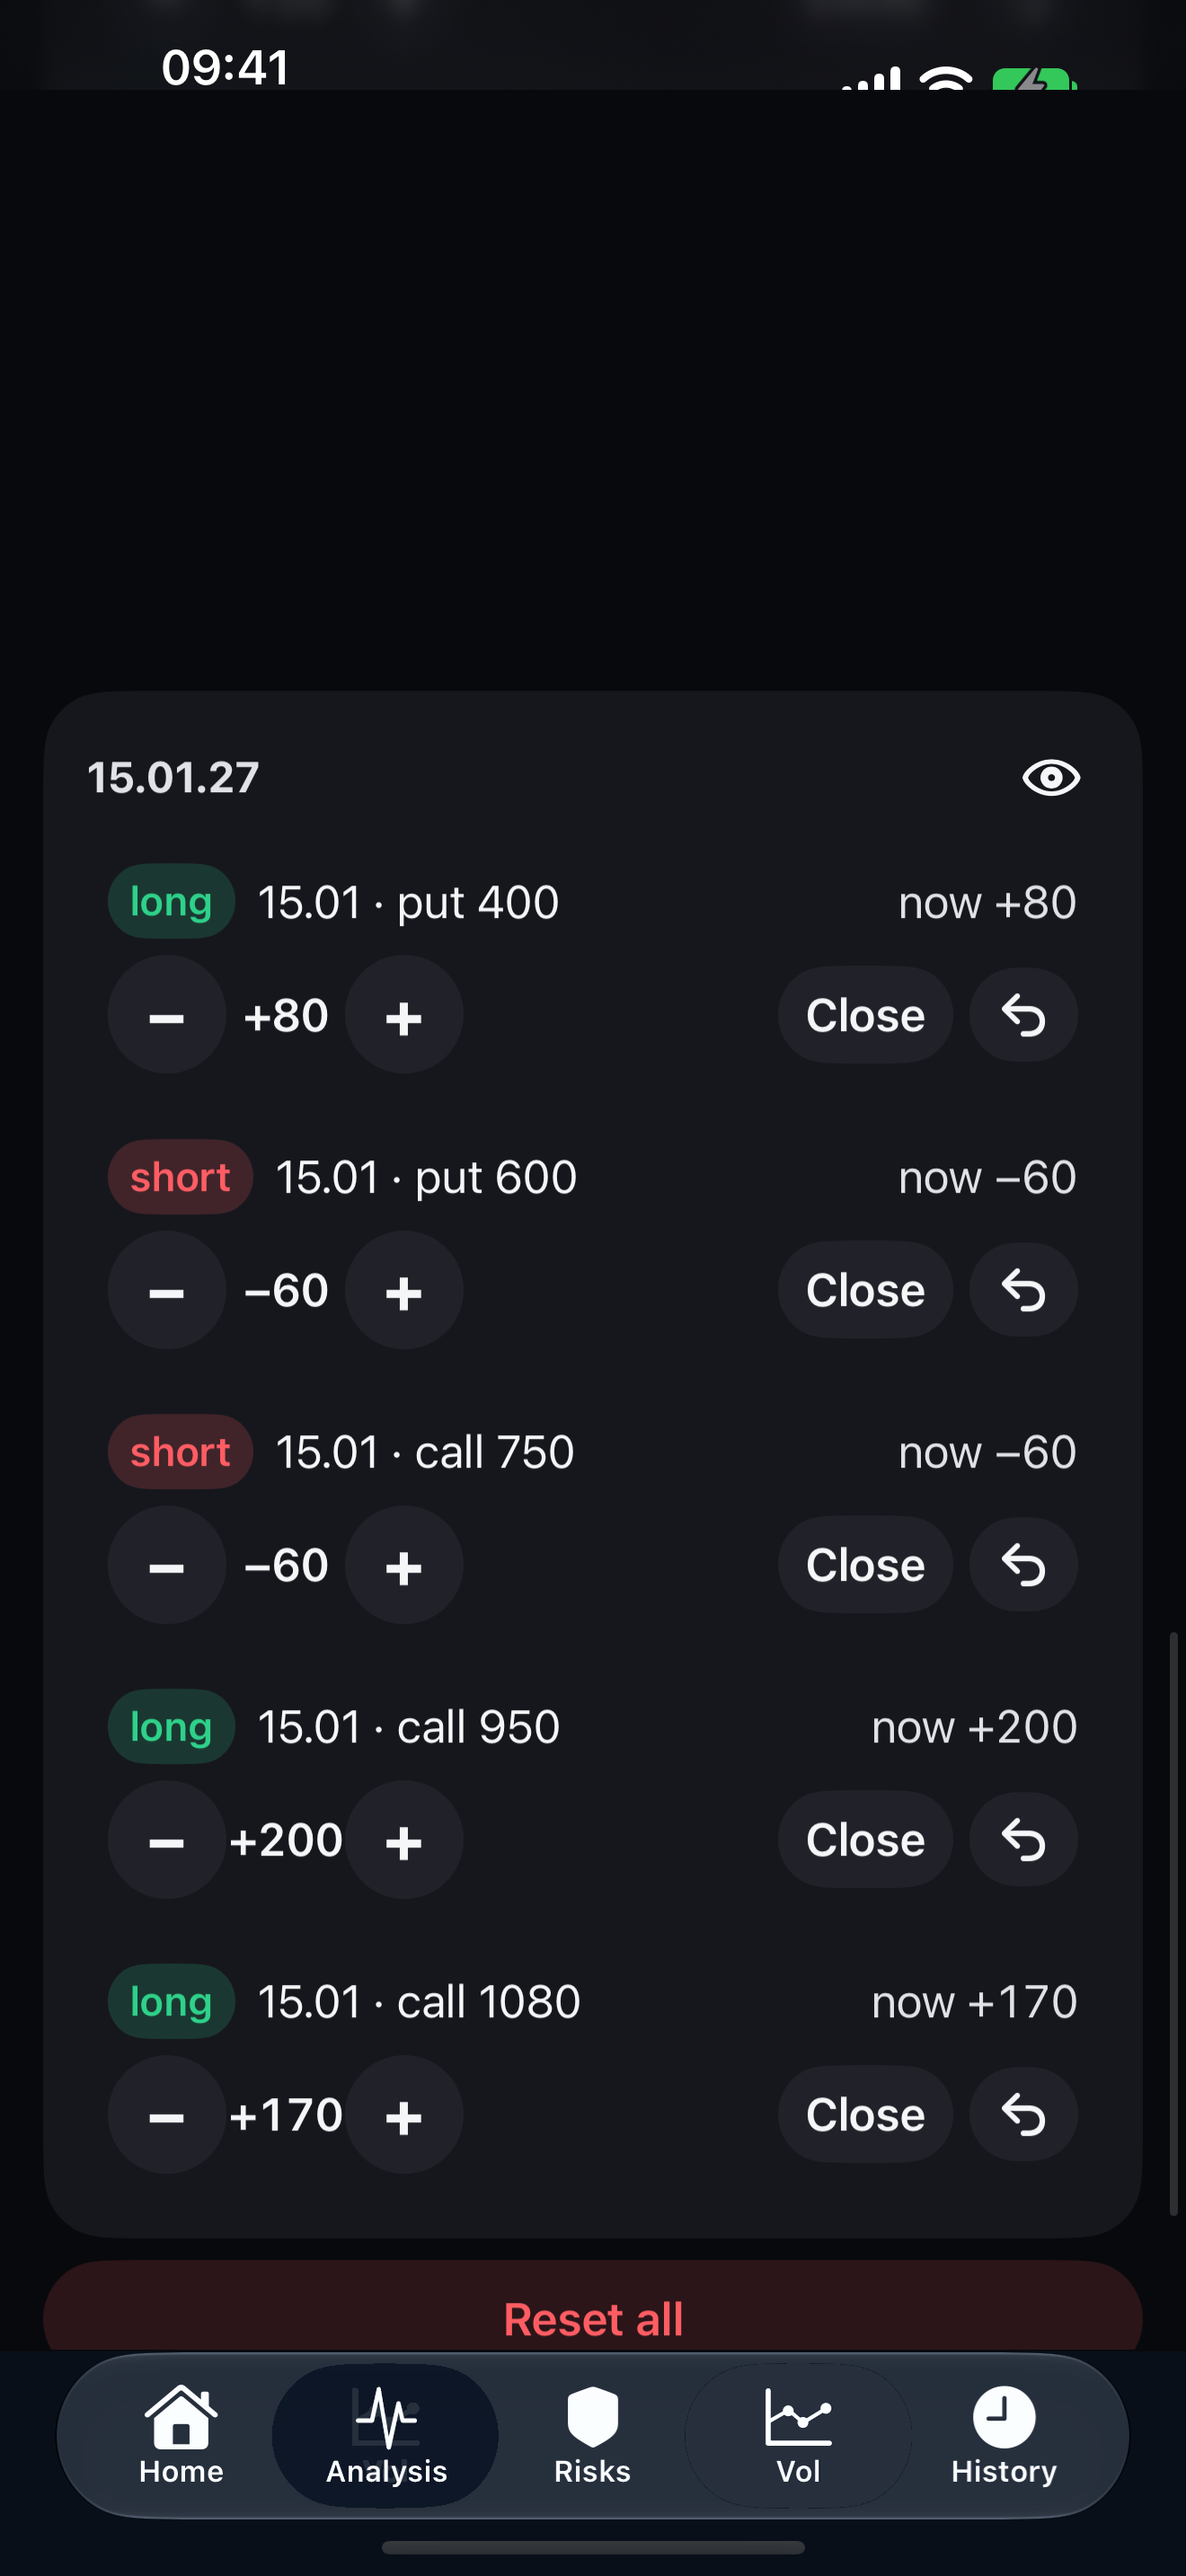 09:41
15.01.27
long 15.01 · put 400 now +80
– +80 + Close
short 15.01 · put 600 now –60
– –60 + Close
short 15.01 · call 750 now –60
– –60 + Close
long 15.01 · call 950 now +200
– +200 + Close
long 15.01 · call 1080 now +170
– +170 + Close
Reset all
Home Analysis Risks Vol History